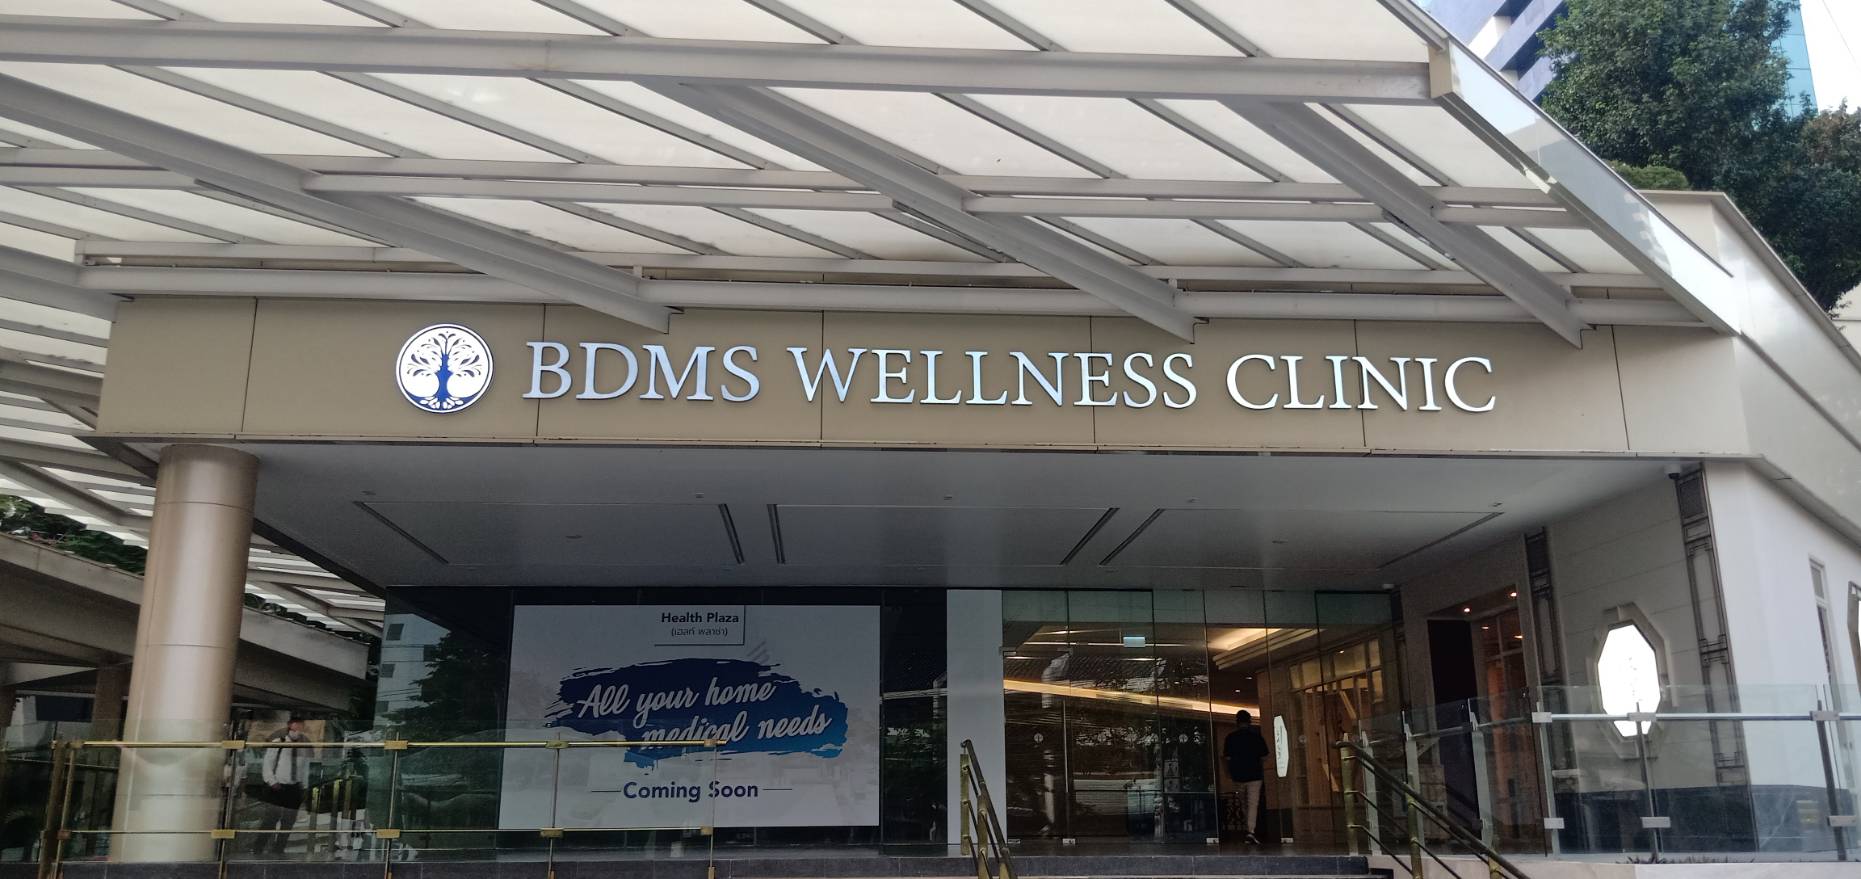 BDMS WELLNESS CLINIC
Health Plaza
(เฮลท์ พลาซ่า)
All your home
medical needs
Coming Soon